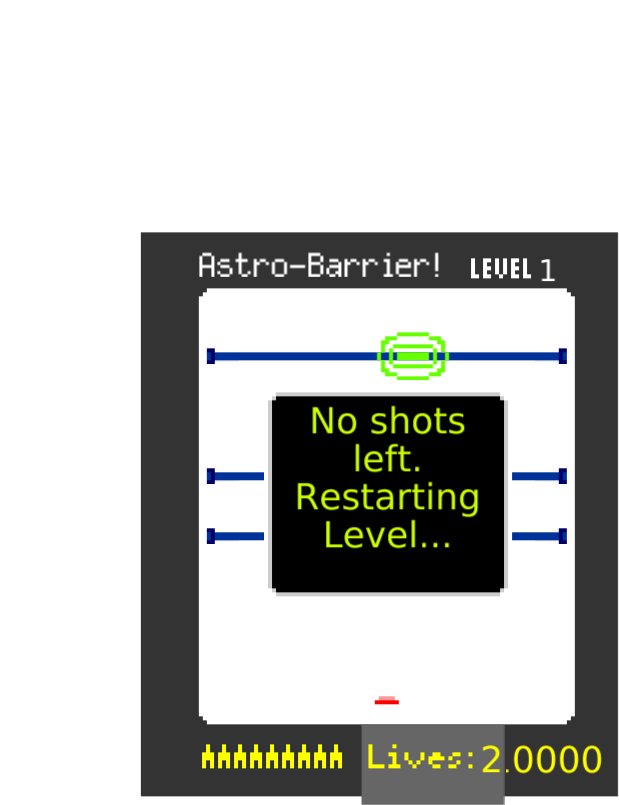 Astro-Barrier! LEVEL 1
No shots
left.
Restarting
Level...
Lives:2.0000